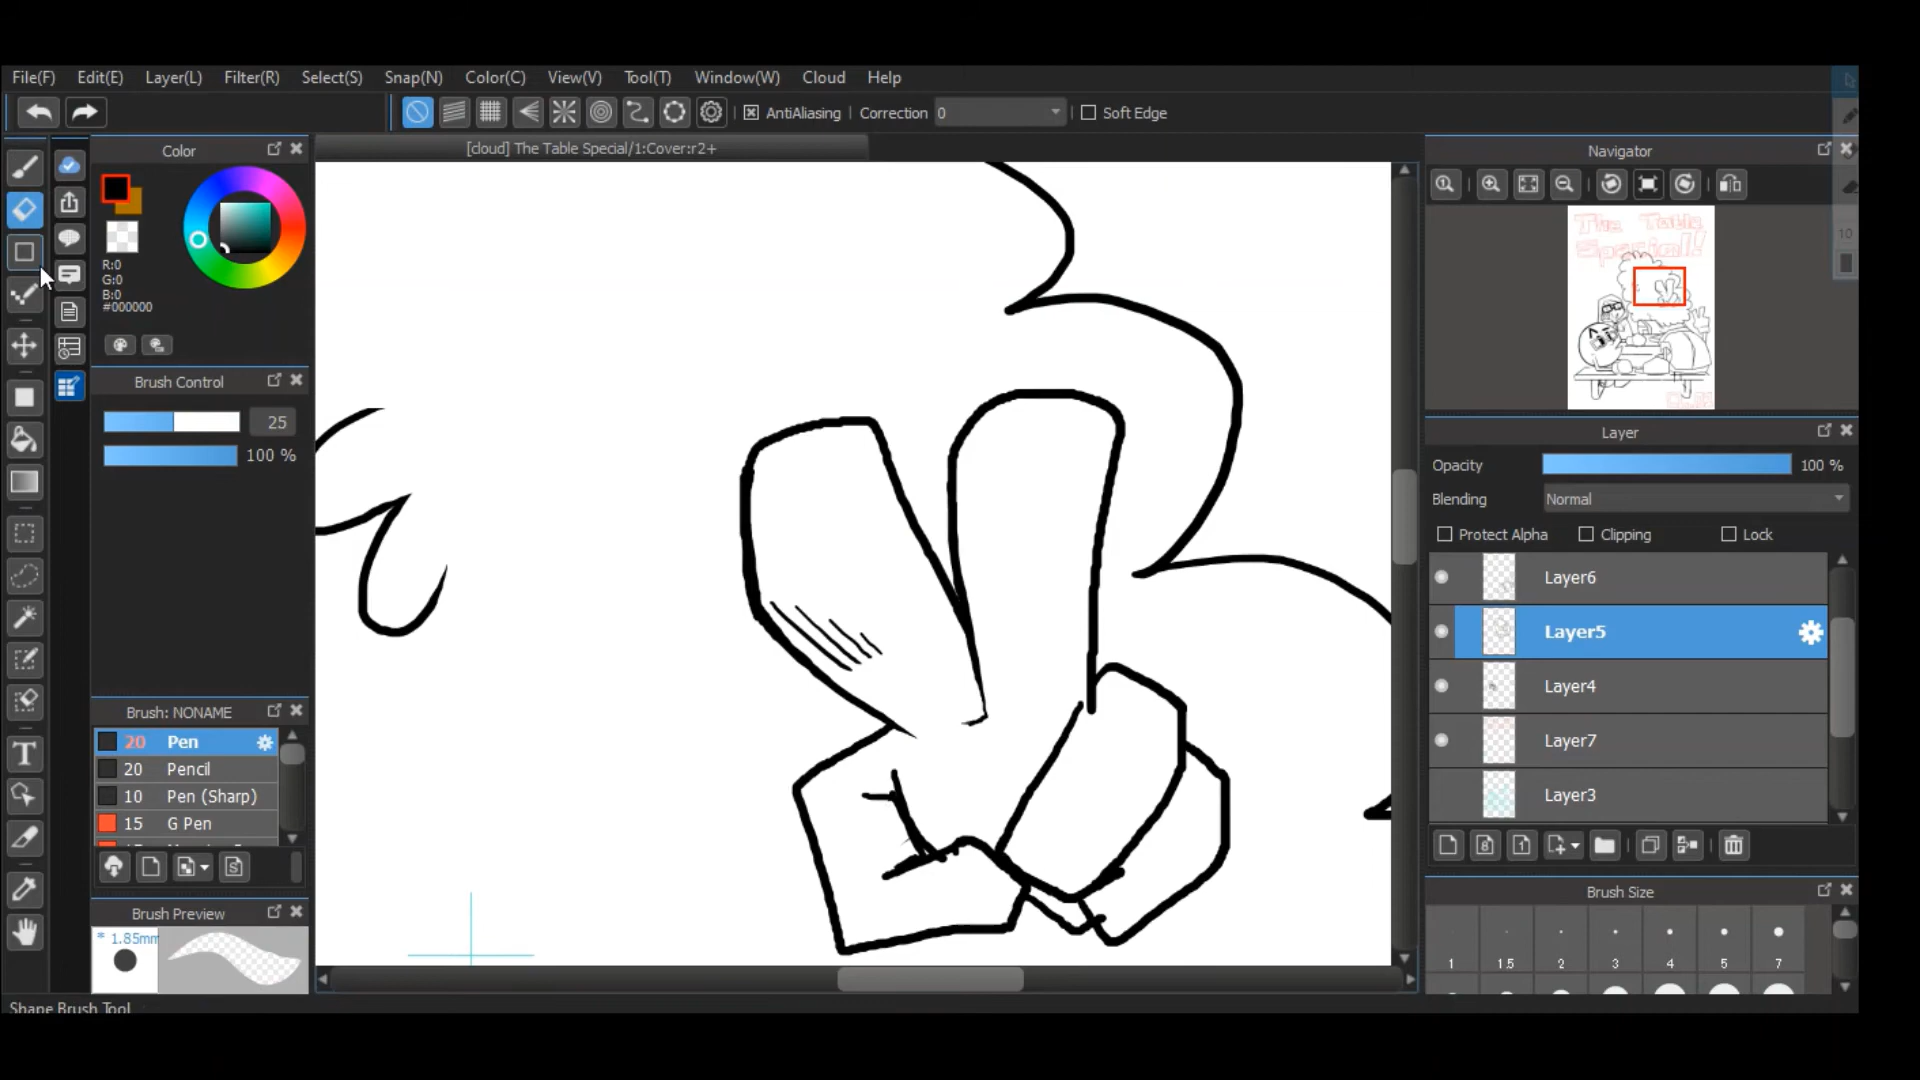 File(F) Edit(E) Layer(L) Filter(R) Select(S) Snap(N) Color(C) View(V) Tool(T) Window(W) Cloud Help
AntiAliasing Correction 0 Soft Edge
[cloud] The Table Special/1:Cover:r2+
Color
R:0
G:0
B:0
#000000
Brush Control
25
100 %
Brush: NONAME
20 Pen
20 Pencil
10 Pen (Sharp)
15 G Pen
Brush Preview
* 1.85mm
Shape Brush Tool
Navigator
The Table
Special!
Layer
Opacity 100 %
Blending Normal
Protect Alpha Clipping Lock
Layer6
Layer5
Layer4
Layer7
Layer3
Brush Size
1 1.5 2 3 4 5 7
10